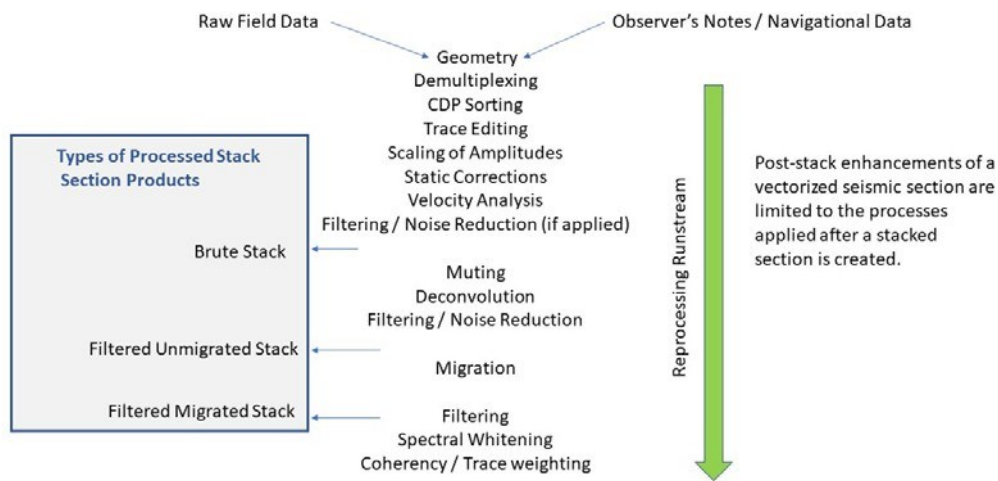 Raw Field Data
Observer's Notes / Navigational Data
Geometry
Demultiplexing
CDP Sorting
Trace Editing
Scaling of Amplitudes
Static Corrections
Velocity Analysis
Filtering / Noise Reduction (if applied)
Muting
Deconvolution
Filtering / Noise Reduction
Migration
Filtering
Spectral Whitening
Coherency / Trace weighting
Types of Processed Stack
Section Products
Brute Stack
Filtered Unmigrated Stack
Filtered Migrated Stack
Reprocessing Runstream
Post-stack enhancements of a
vectorized seismic section are
limited to the processes
applied after a stacked
section is created.